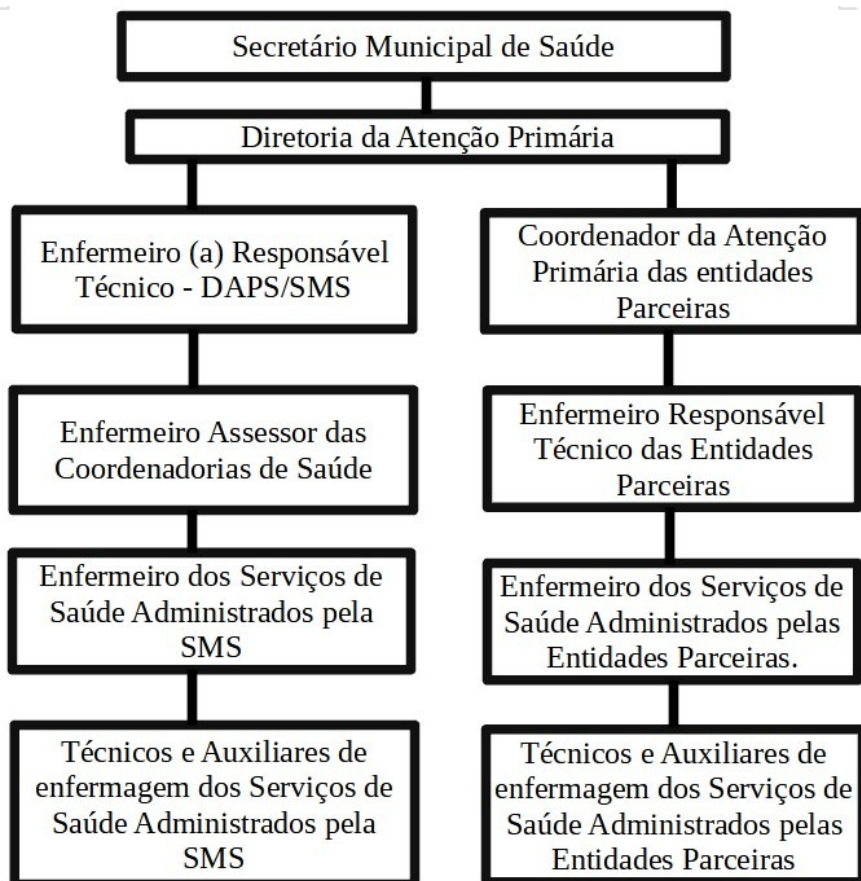 Secretário Municipal de Saúde
Diretoria da Atenção Primária
Enfermeiro (a) Responsável
Técnico - DAPS/SMS
Coordenador da Atenção
Primária das entidades
Parceiras
Enfermeiro Assessor das
Coordenadorias de Saúde
Enfermeiro Responsável
Técnico das Entidades
Parceiras
Enfermeiro dos Serviços de
Saúde Administrados pela
SMS
Enfermeiro dos Serviços de
Saúde Administrados pelas
Entidades Parceiras.
Técnicos e Auxiliares de
enfermagem dos Serviços de
Saúde Administrados pela
SMS
Técnicos e Auxiliares de
enfermagem dos Serviços de
Saúde Administrados pelas
Entidades Parceiras